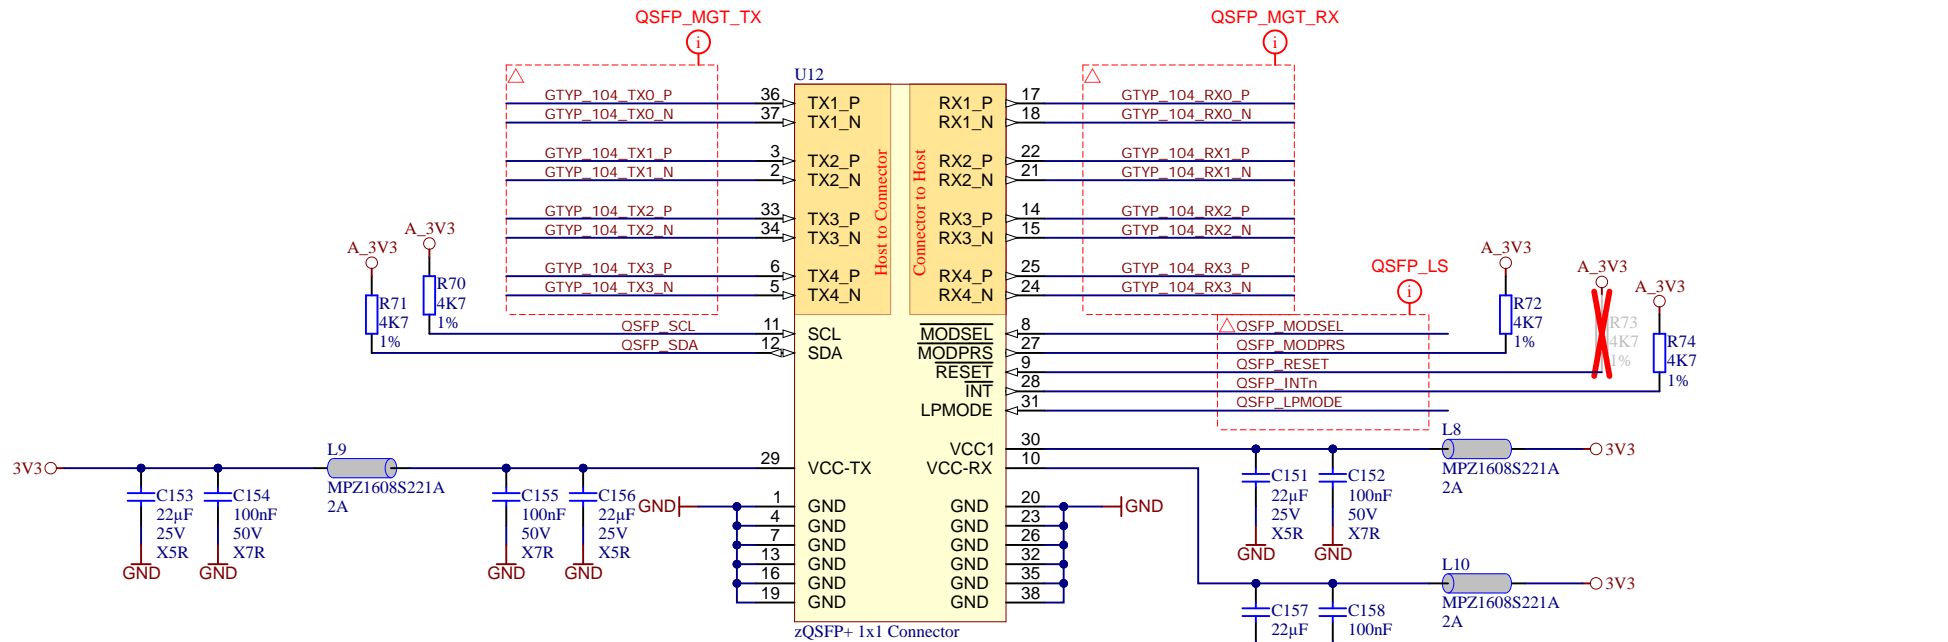 QSFP_MGT_TX
i
QSFP_MGT_RX
i
U12
GTYP_104_TX0_P 36 TX1_P RX1_P 17 GTYP_104_RX0_P
GTYP_104_TX0_N 37 TX1_N RX1_N 18 GTYP_104_RX0_N
GTYP_104_TX1_P 3 TX2_P RX2_P 22 GTYP_104_RX1_P
GTYP_104_TX1_N 2 TX2_N RX2_N 21 GTYP_104_RX1_N
GTYP_104_TX2_P 33 TX3_P RX3_P 14 GTYP_104_RX2_P
GTYP_104_TX2_N 34 TX3_N RX3_N 15 GTYP_104_RX2_N
GTYP_104_TX3_P 6 TX4_P RX4_P 25 GTYP_104_RX3_P
GTYP_104_TX3_N 5 TX4_N RX4_N 24 GTYP_104_RX3_N
Host to Connector
Connector to Host
A_3V3
R71
4K7
1%
A_3V3
R70
4K7
1%
QSFP_SCL 11 SCL
QSFP_SDA 12 SDA
QSFP_LS
i
MODSEL 8 QSFP_MODSEL
MODPRS 27 QSFP_MODPRS
RESET 9 QSFP_RESET
INT 28 QSFP_INTn
LPMODE 31 QSFP_LPMODE
A_3V3
R72
4K7
1%
A_3V3
R73
4K7
1%
A_3V3
R74
4K7
1%
VCC1 30
VCC-RX 10
L8
MPZ1608S221A
2A
3V3
C151
22µF
25V
X5R
GND
C152
100nF
50V
X7R
GND
3V3
L9
MPZ1608S221A
2A
29 VCC-TX
C153
22µF
25V
X5R
GND
C154
100nF
50V
X7R
GND
C155
100nF
50V
X7R
GND
C156
22µF
25V
X5R
GND
GND
1 GND GND 20
4 GND GND 23
7 GND GND 26
13 GND GND 32
16 GND GND 35
19 GND GND 38
GND
L10
MPZ1608S221A
2A
3V3
C157
22µF
C158
100nF
zQSFP+ 1x1 Connector